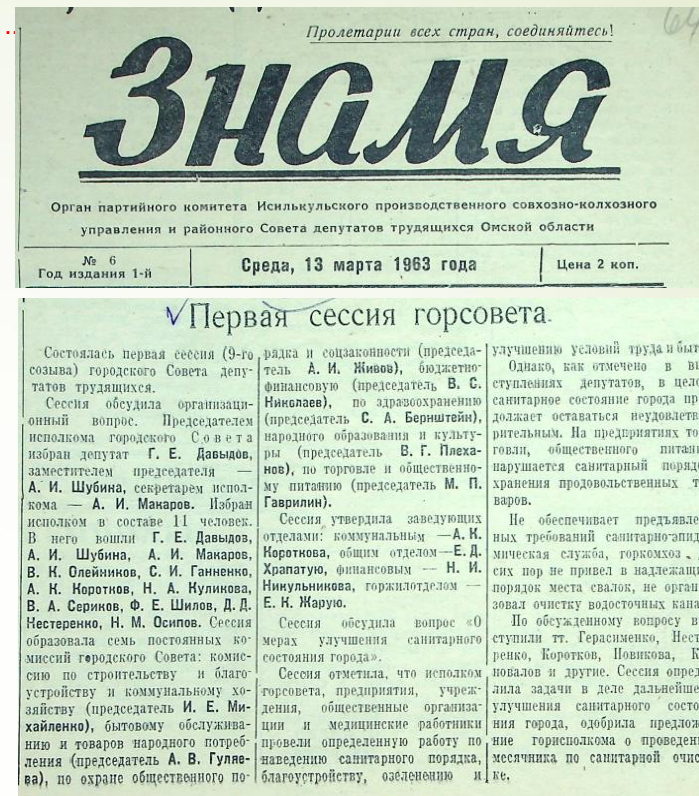 Пролетарии всех стран, соединяйтесь!
Знамя
Орган партийного комитета Исилькульского производственного совхозно-колхозного
управления и районного Совета депутатов трудящихся Омской области
№ 6
Год издания 1-й
Среда, 13 марта 1963 года
Цена 2 коп.
Первая сессия горсовета.
Состоялась первая сессия (9-го
созыва) городского Совета депу-
татов трудящихся.
Сессия обсудила организаци-
онный вопрос. Председателем
исполкома городского Совета
избран депутат Г. Е. Давыдов,
заместителем председателя —
А. И. Шубина, секретарем испол-
кома — А. И. Макаров. Избран
исполком в составе 11 человек.
В него вошли Г. Е. Давыдов,
А. И. Шубина, А. И. Макаров,
В. К. Олейников, С. И. Ганненко,
А. К. Коротков, Н. А. Куликова,
В. А. Сериков, Ф. Е. Шилов, Д. Д.
Нестеренко, Н. М. Осипов. Сессия
образовала семь постоянных ко-
миссий городского Совета: комис-
сию по строительству и благо-
устройству и коммунальному хо-
зяйству (председатель И. Е. Ми-
хайленко), бытовому обслужива-
нию и товаров народного потреб-
ления (председатель А. В. Гуляе-
ва), по охране общественного по-
рядка и соцзаконности (председа-
тель А. И. Живов), бюджетно-
финансовую (председатель В. С.
Николаев), по здравоохранению
(председатель С. А. Бернштейн),
народного образования и культу-
ры (председатель В. Г. Плеха-
нов), по торговле и общественно-
му питанию (председатель М. П.
Гаврилин).
Сессия утвердила заведующих
отделами: коммунальным —А. К.
Короткова, общим отделом—Е. Д.
Храпатую, финансовым — Н. И.
Никульникова, горжилотделом —
Е. К. Жарую.
Сессия обсудила вопрос «О
мерах улучшения санитарного
состояния города».
Сессия отметила, что исполком
горсовета, предприятия, учреж-
дения, общественные организа-
ции и медицинские работники
провели определенную работу по
наведению санитарного порядка,
благоустройству, озеленению и
улучшению условий труда и быт
Однако, как отмечено в вы
ступлениях депутатов, в цело
санитарное состояние города пр
должает оставаться неудовлетв
рительным. На предприятиях то
говли, общественного питани
нарушается санитарный поряд
хранения продовольственных т
варов.
Не обеспечивает предъявле
ных требований санитарно-эпид
мическая служба, горкомхоз
сих пор не привел в надлежащи
порядок места свалок, не орган
зовал очистку водосточных кана
По обсужденному вопросу в
ступили тт. Герасименко, Нест
ренко, Коротков, Новикова, К
новалов и другие. Сессия опред
лила задачи в деле дальнейше
улучшения санитарного состо
ния города, одобрила предлож
ние горисполкома о проведен
месячника по санитарной очис
ке.